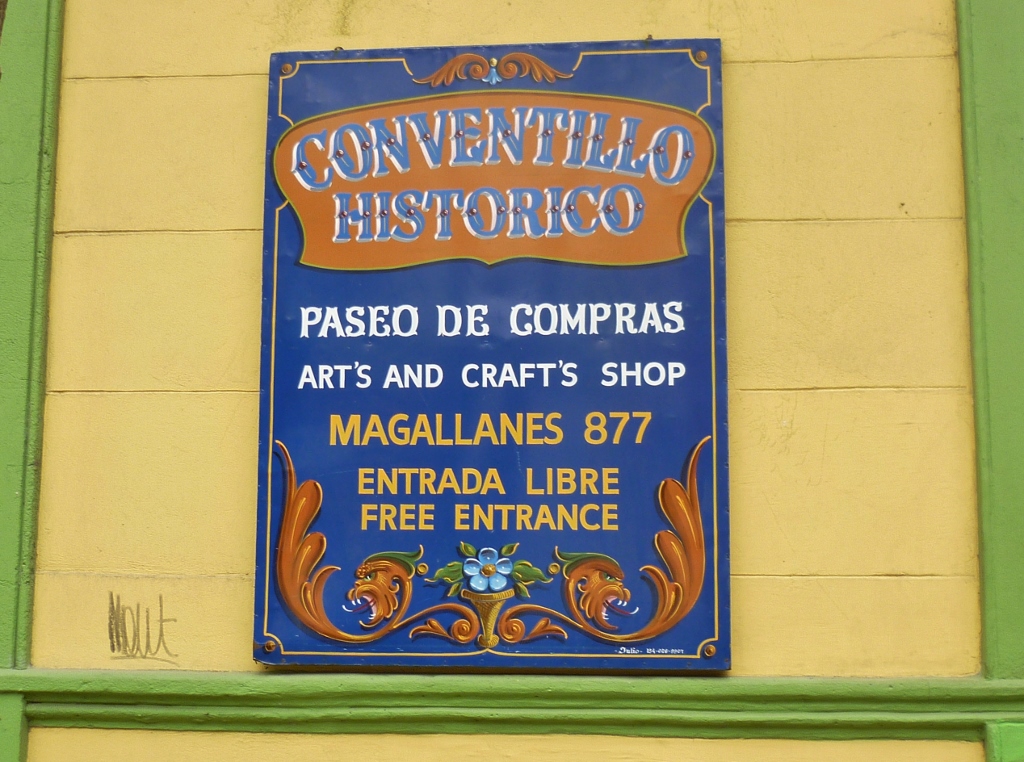 CONVENTILLO
HISTORICO
PASEO DE COMPRAS
ART'S AND CRAFT'S SHOP
MAGALLANES 877
ENTRADA LIBRE
FREE ENTRANCE